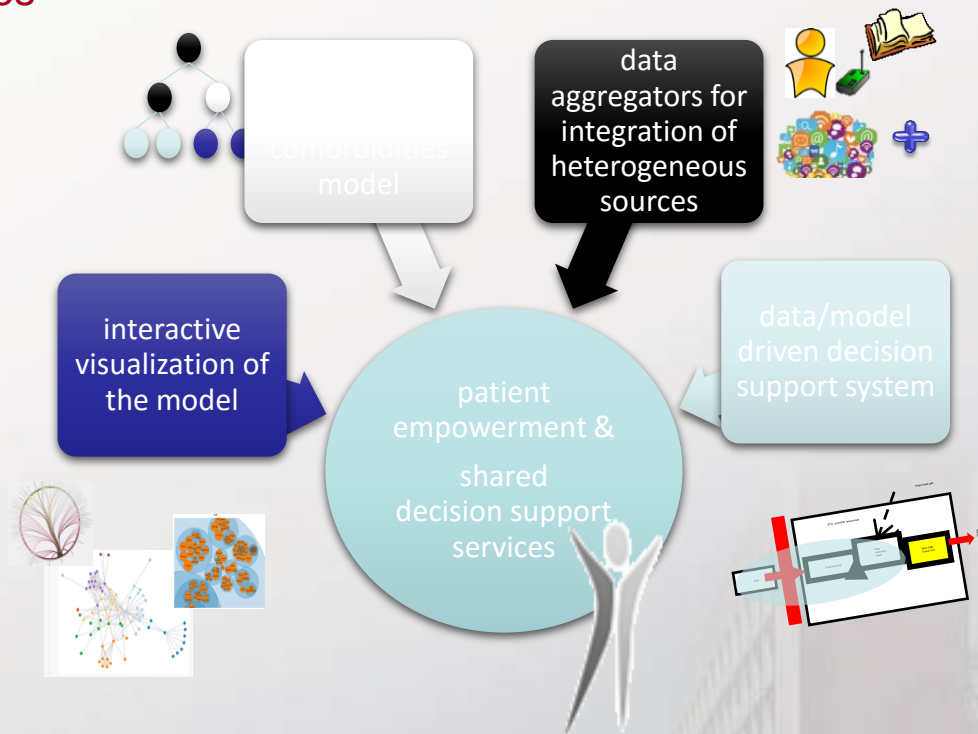 comorbidities
model
data
aggregators for
integration of
heterogeneous
sources
interactive
visualization of
the model
data/model
driven decision
support system
patient
empowerment &
shared
decision support
services